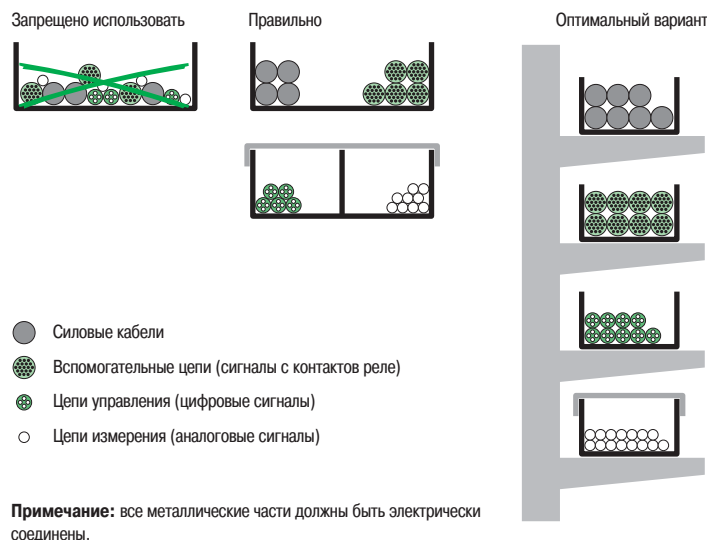 Запрещено использовать
Правильно
Оптимальный вариант
Силовые кабели
Вспомогательные цепи (сигналы с контактов реле)
Цепи управления (цифровые сигналы)
Цепи измерения (аналоговые сигналы)
Примечание: все металлические части должны быть электрически
соединены.